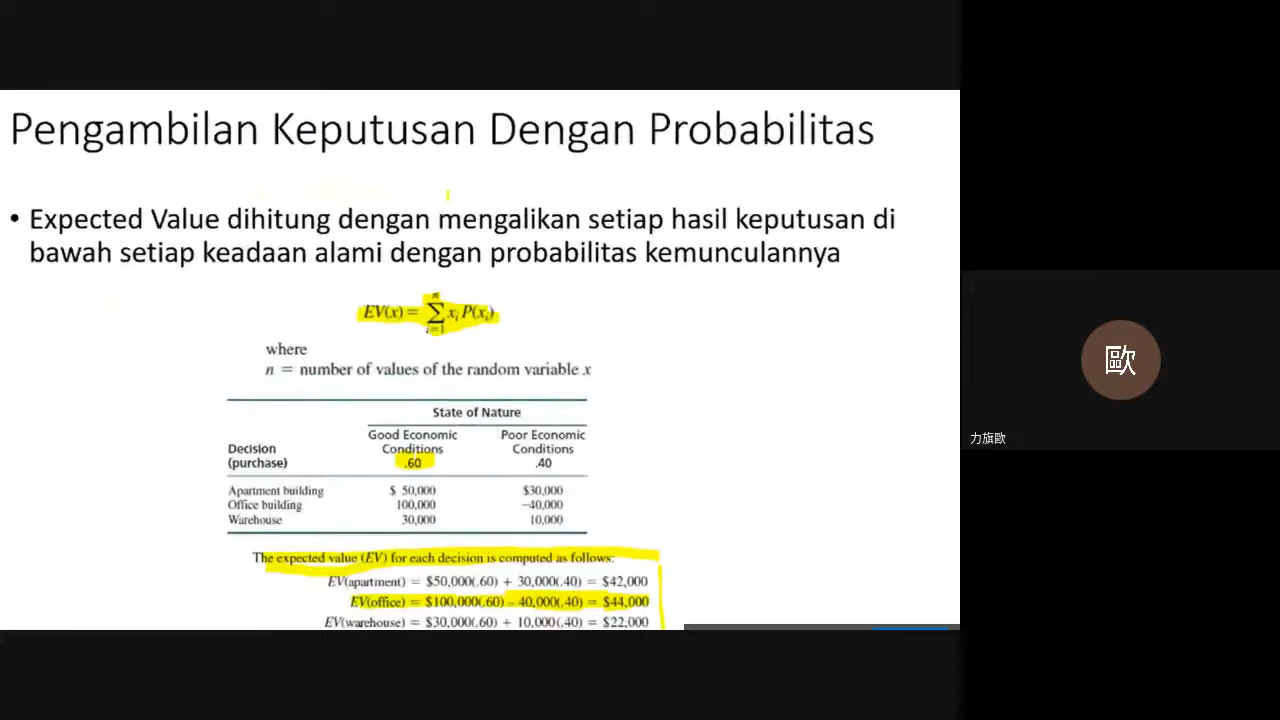 Pengambilan Keputusan Dengan Probabilitas
• Expected Value dihitung dengan mengalikan setiap hasil keputusan di
bawah setiap keadaan alami dengan probabilitas kemunculannya
EV(x) = n∑i=1 xi P(xi)
where
n = number of values of the random variable x
State of Nature
Decision (purchase) Good Economic Conditions .60 Poor Economic Conditions .40
Apartment building $ 50,000 $30,000
Office building 100,000 –40,000
Warehouse 30,000 10,000
The expected value (EV) for each decision is computed as follows:
EV(apartment) = $50,000(.60) + 30,000(.40) = $42,000
EV(office) = $100,000(.60) – 40,000(.40) = $44,000
EV(warehouse) = $30,000(.60) + 10,000(.40) = $22,000
歐
力旗歐